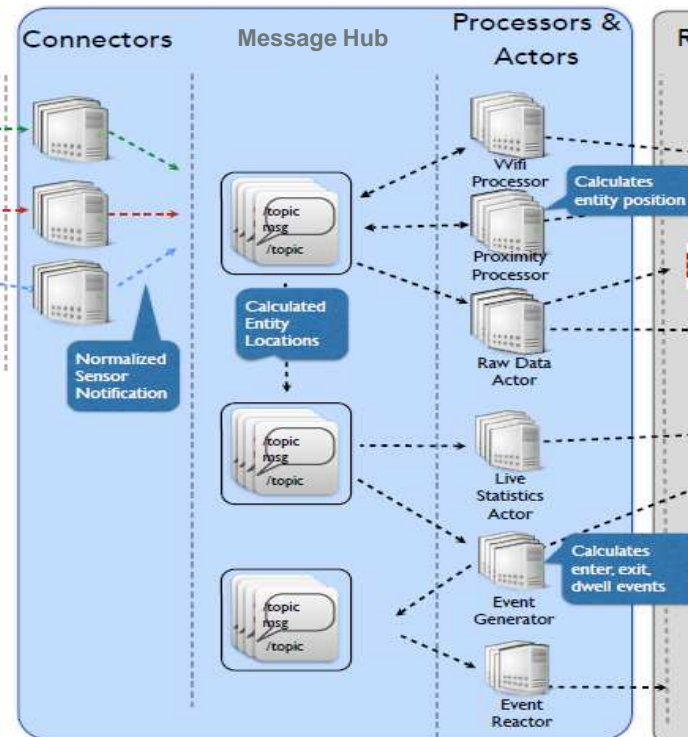 Connectors
Message Hub
Processors &
Actors
R
Wifi
Processor
Calculates
entity position
/topic
msg
/topic
Proximity
Processor
Calculated
Entity
Locations
Raw Data
Actor
Normalized
Sensor
Notification
/topic
msg
/topic
Live
Statistics
Actor
Calculates
enter, exit,
dwell events
Event
Generator
/topic
msg
/topic
Event
Reactor